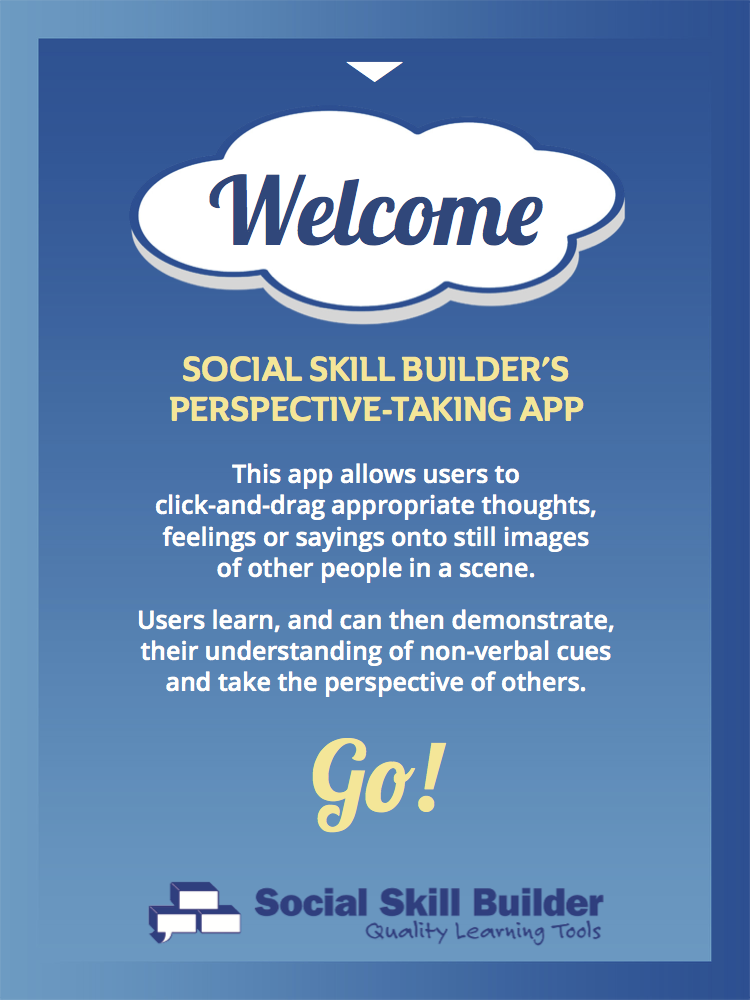 Welcome
SOCIAL SKILL BUILDER'S
PERSPECTIVE-TAKING APP
This app allows users to
click-and-drag appropriate thoughts,
feelings or sayings onto still images
of other people in a scene.
Users learn, and can then demonstrate,
their understanding of non-verbal cues
and take the perspective of others.
Go!
Social Skill Builder
Quality Learning Tools